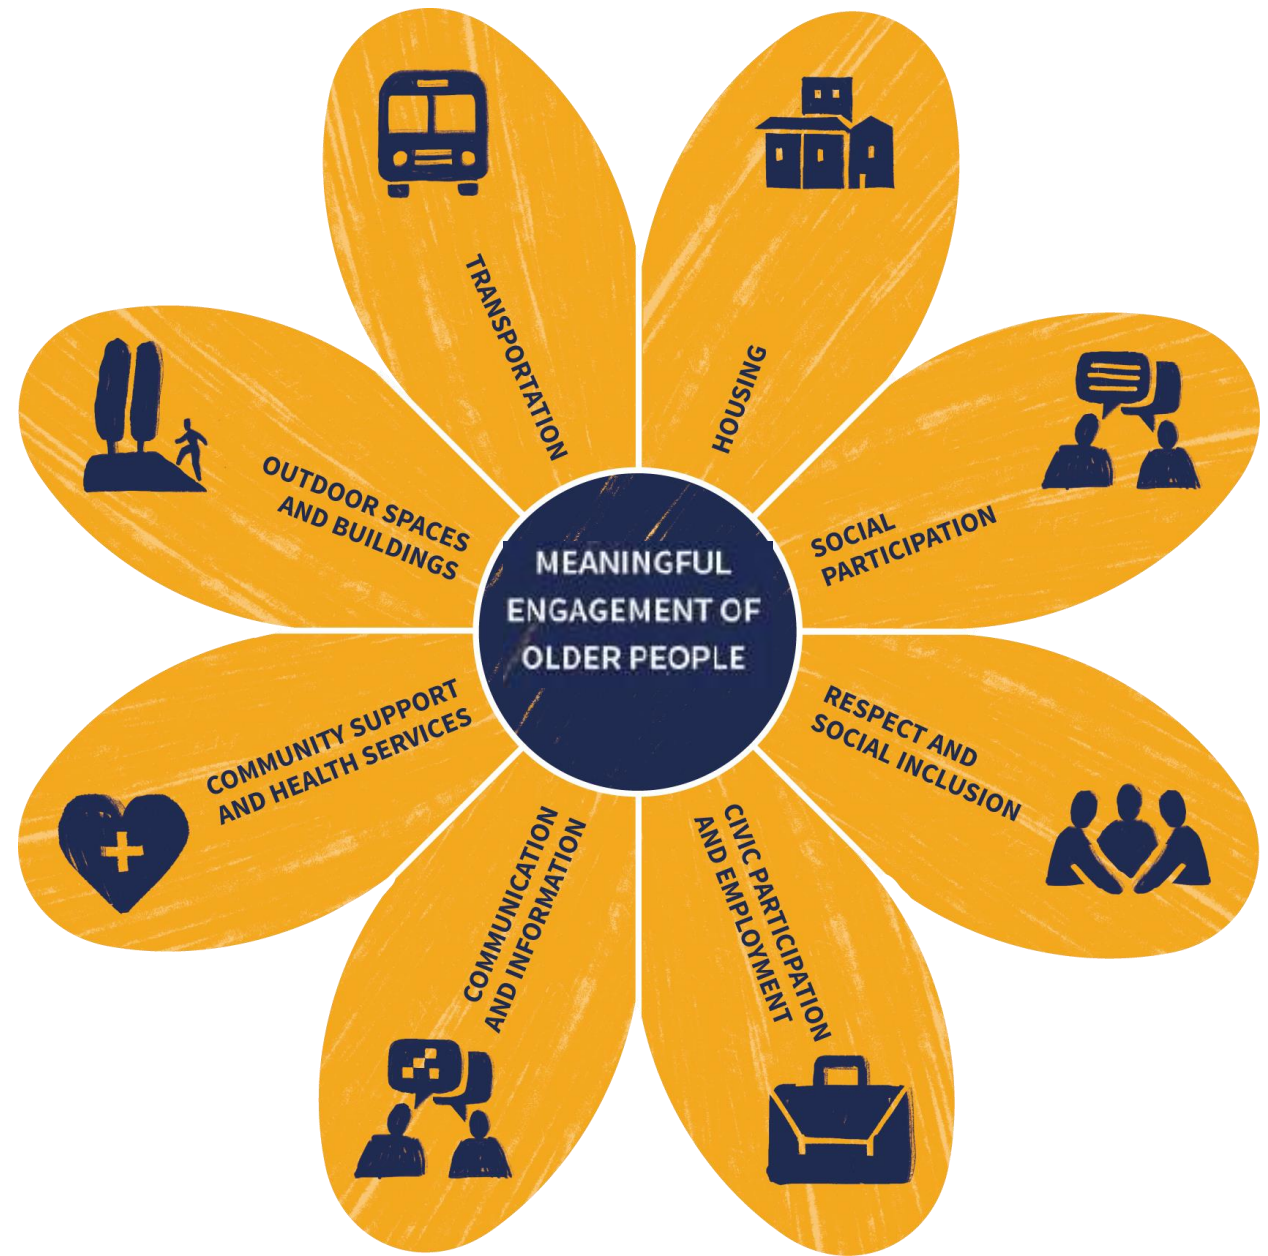 TRANSPORTATION
HOUSING
SOCIAL
PARTICIPATION
RESPECT AND
SOCIAL INCLUSION
CIVIC PARTICIPATION
AND EMPLOYMENT
COMMUNICATION
AND INFORMATION
COMMUNITY SUPPORT
AND HEALTH SERVICES
OUTDOOR SPACES
AND BUILDINGS
MEANINGFUL
ENGAGEMENT OF
OLDER PEOPLE